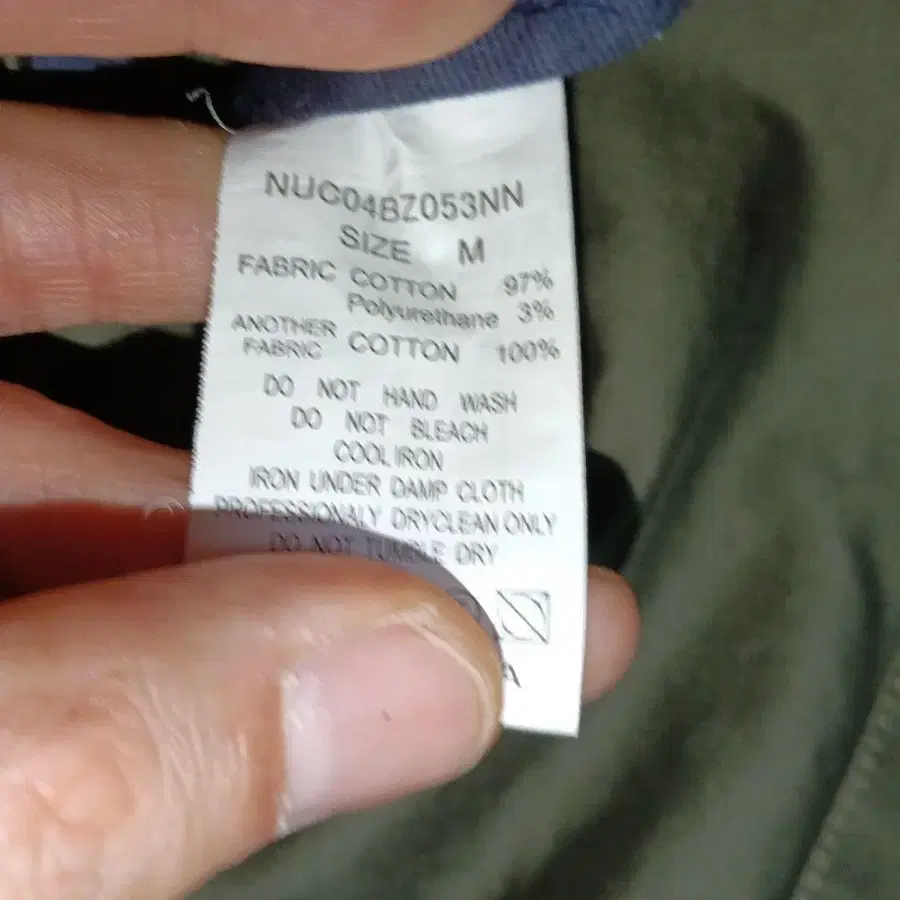 NUC04BZ053NN
SIZE M
FABRIC COTTON 97%
Polyurethane 3%
ANOTHER FABRIC COTTON 100%
DO NOT HAND WASH
DO NOT BLEACH
COOL IRON
IRON UNDER DAMP CLOTH
PROFESSIONALY DRYCLEAN ONLY
DO NOT TUMBLE DRY
A